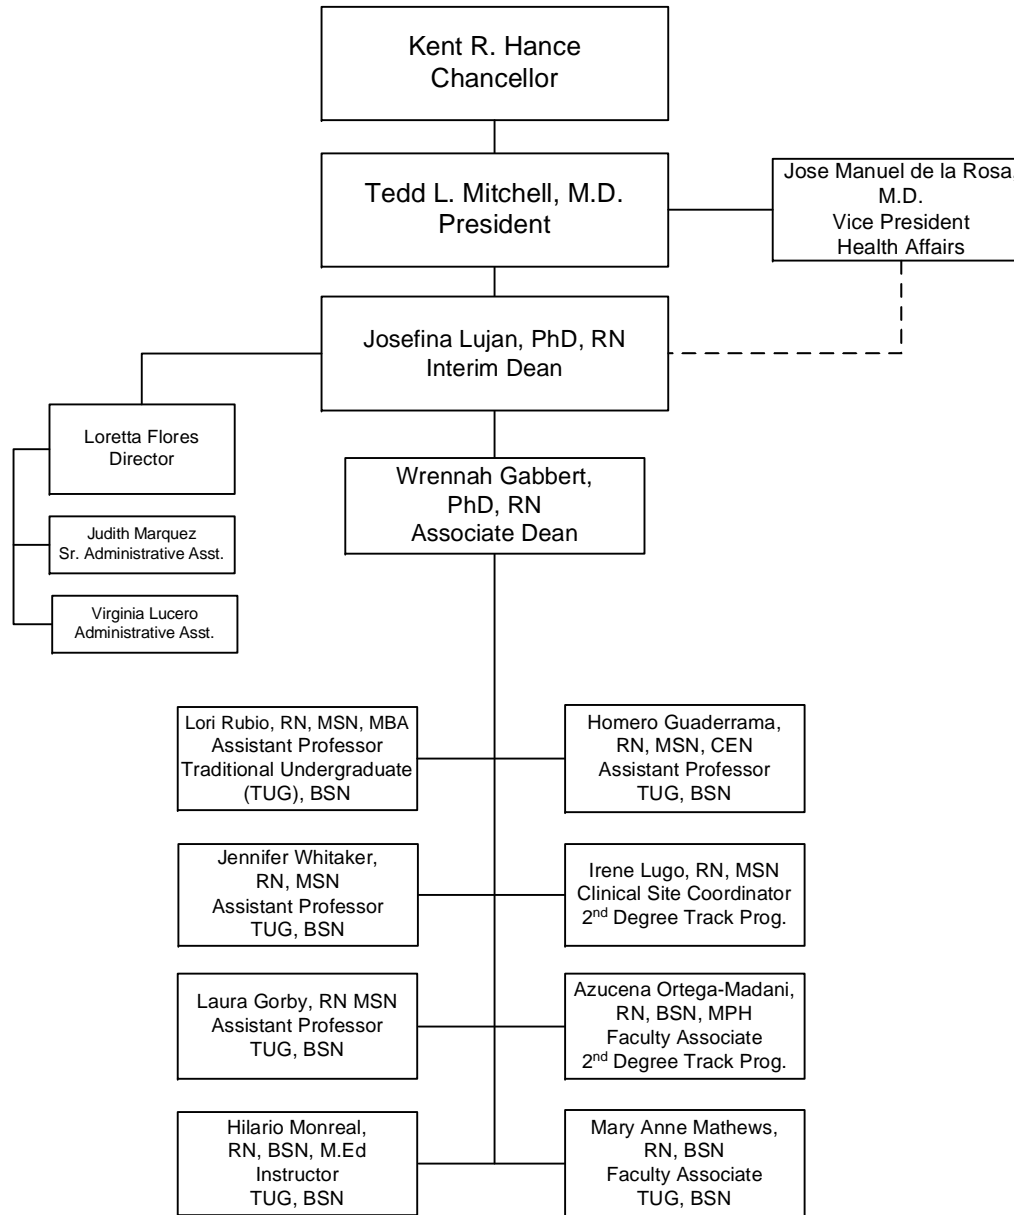 Kent R. Hance
Chancellor
Tedd L. Mitchell, M.D.
President
Jose Manuel de la Rosa,
M.D.
Vice President
Health Affairs
Josefina Lujan, PhD, RN
Interim Dean
Loretta Flores
Director
Judith Marquez
Sr. Administrative Asst.
Virginia Lucero
Administrative Asst.
Wrennah Gabbert,
PhD, RN
Associate Dean
Lori Rubio, RN, MSN, MBA
Assistant Professor
Traditional Undergraduate
(TUG), BSN
Homero Guaderrama,
RN, MSN, CEN
Assistant Professor
TUG, BSN
Jennifer Whitaker,
RN, MSN
Assistant Professor
TUG, BSN
Irene Lugo, RN, MSN
Clinical Site Coordinator
2nd Degree Track Prog.
Laura Gorby, RN MSN
Assistant Professor
TUG, BSN
Azucena Ortega-Madani,
RN, BSN, MPH
Faculty Associate
2nd Degree Track Prog.
Hilario Monreal,
RN, BSN, M.Ed
Instructor
TUG, BSN
Mary Anne Mathews,
RN, BSN
Faculty Associate
TUG, BSN